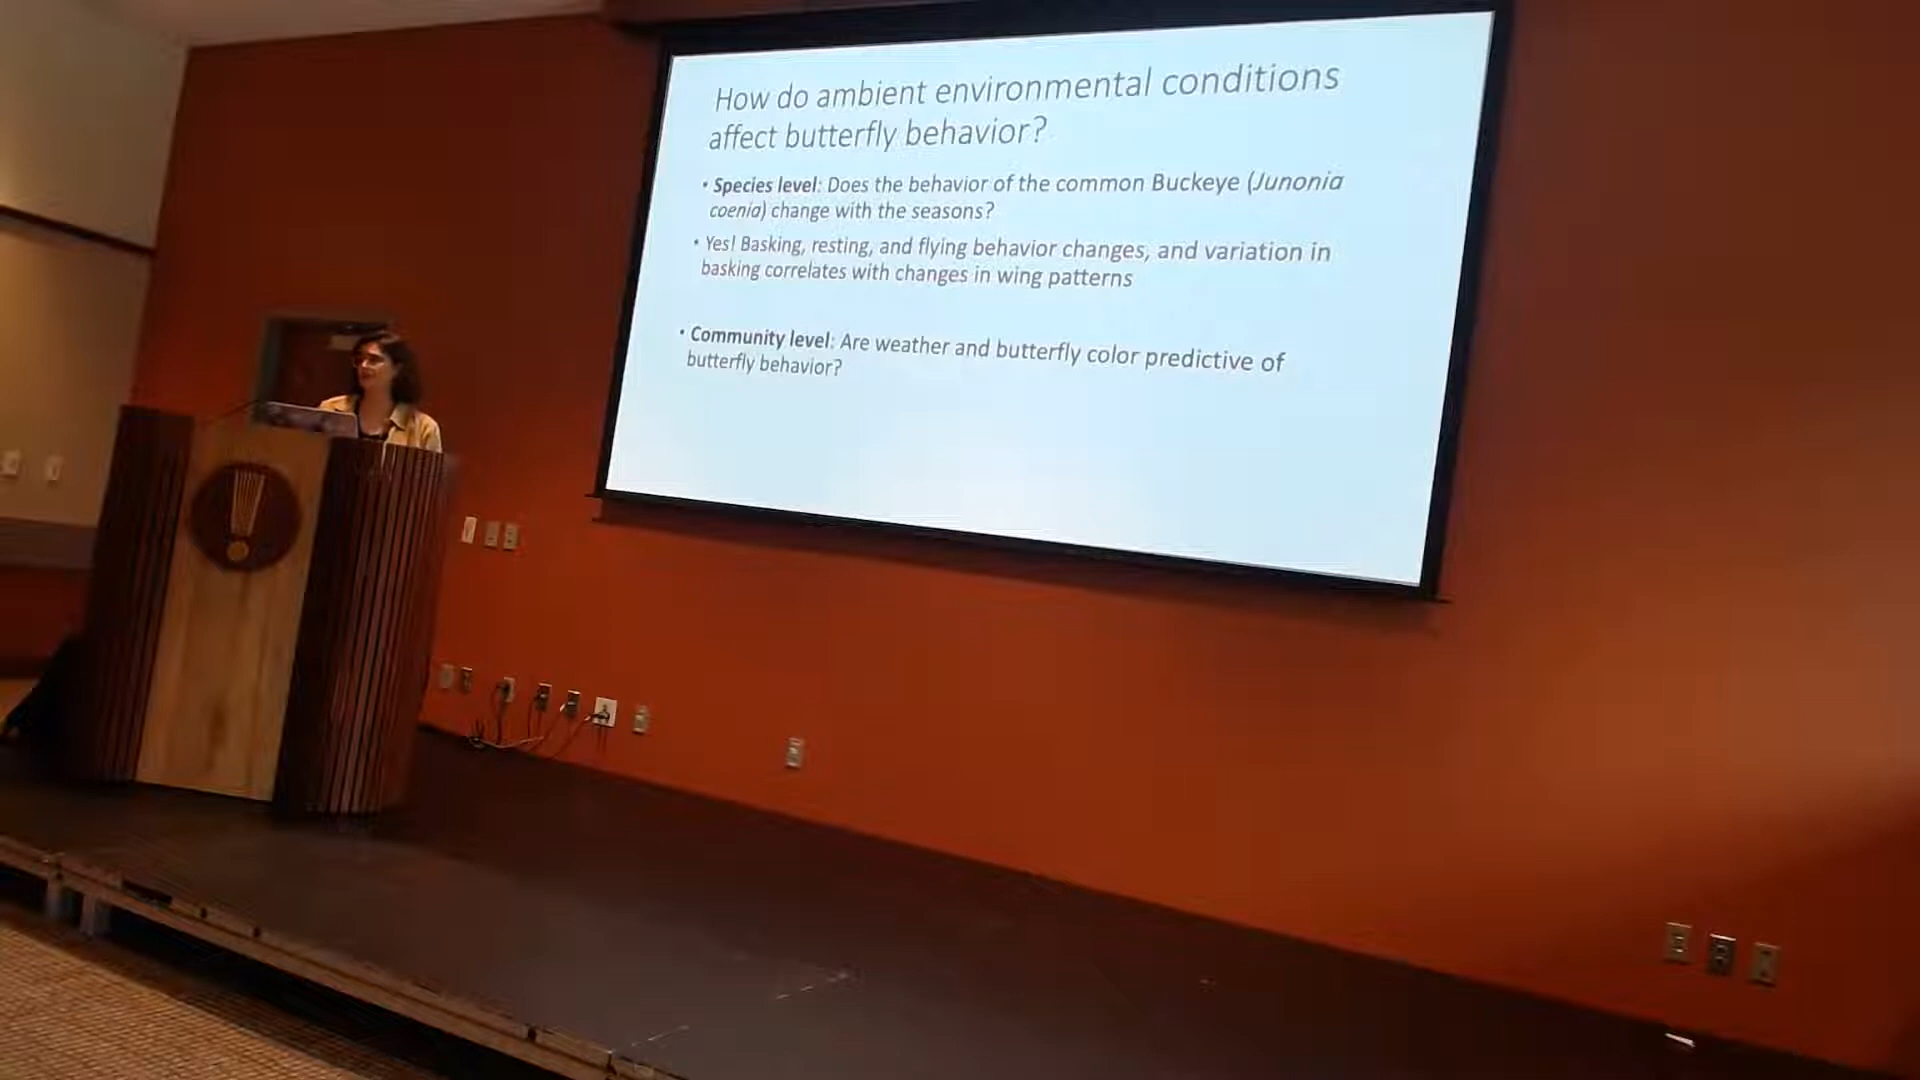 How do ambient environmental conditions
affect butterfly behavior?
• Species level: Does the behavior of the common Buckeye (Junonia
coenia) change with the seasons?
• Yes! Basking, resting, and flying behavior changes, and variation in
basking correlates with changes in wing patterns
• Community level: Are weather and butterfly color predictive of
butterfly behavior?